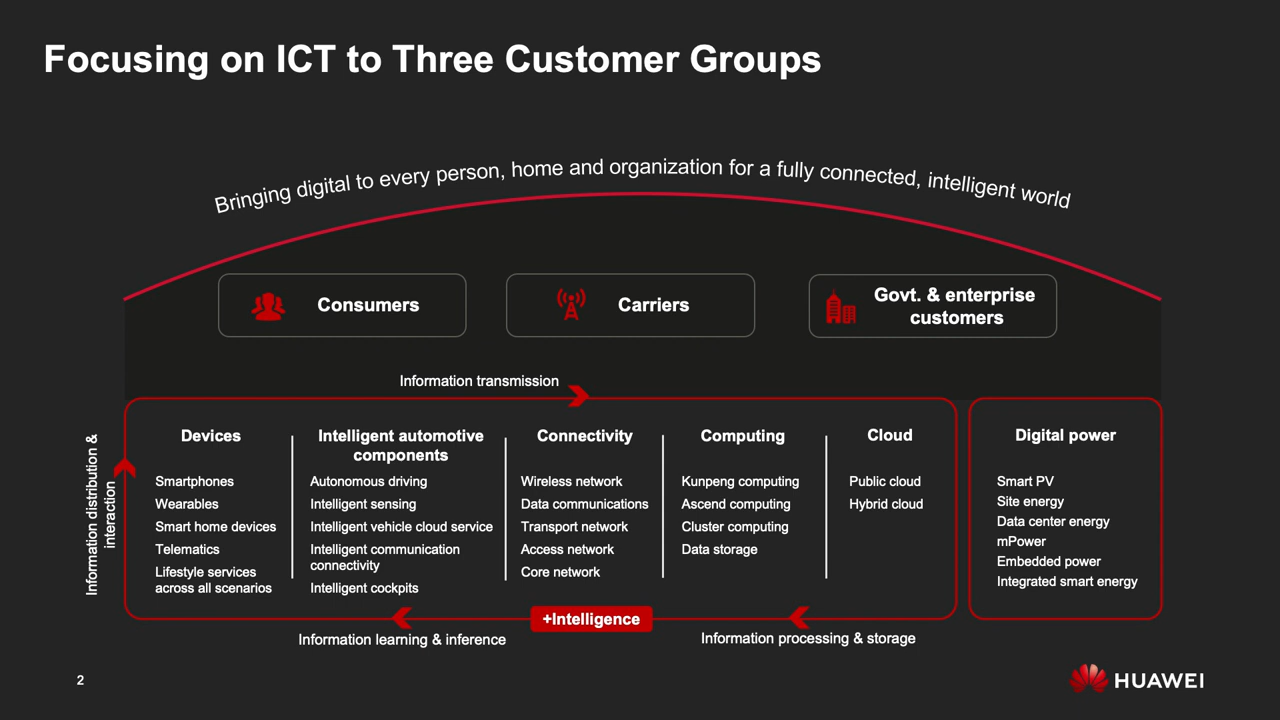 Focusing on ICT to Three Customer Groups
Bringing digital to every person, home and organization for a fully connected, intelligent world
Consumers
Carriers
Govt. & enterprise
customers
Information transmission
Information distribution &
interaction
Devices
Smartphones
Wearables
Smart home devices
Telematics
Lifestyle services
across all scenarios
Intelligent automotive
components
Autonomous driving
Intelligent sensing
Intelligent vehicle cloud service
Intelligent communication
connectivity
Intelligent cockpits
Connectivity
Wireless network
Data communications
Transport network
Access network
Core network
Computing
Kunpeng computing
Ascend computing
Cluster computing
Data storage
Cloud
Public cloud
Hybrid cloud
Digital power
Smart PV
Site energy
Data center energy
mPower
Embedded power
Integrated smart energy
+Intelligence
Information learning & inference
Information processing & storage
2
HUAWEI